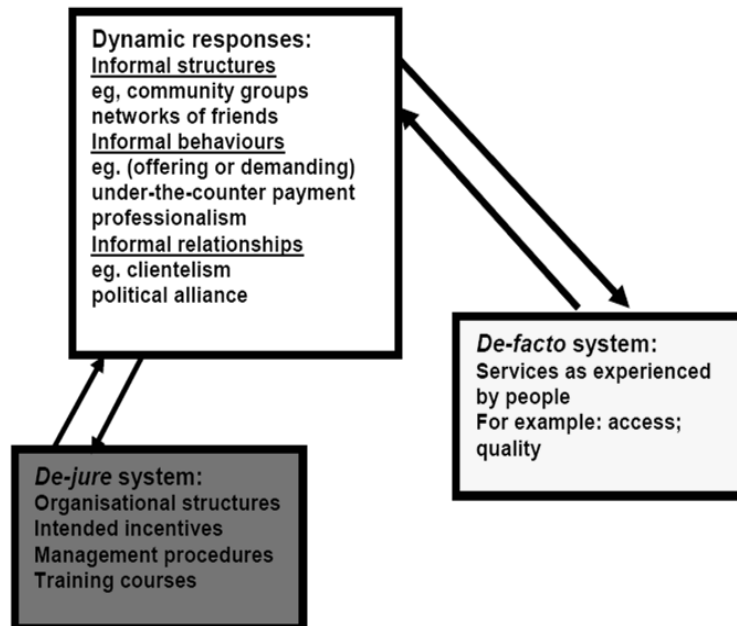 Dynamic responses:
Informal structures
eg, community groups
networks of friends
Informal behaviours
eg. (offering or demanding)
under-the-counter payment
professionalism
Informal relationships
eg. clientelism
political alliance
De-facto system:
Services as experienced
by people
For example: access;
quality
De-jure system:
Organisational structures
Intended incentives
Management procedures
Training courses